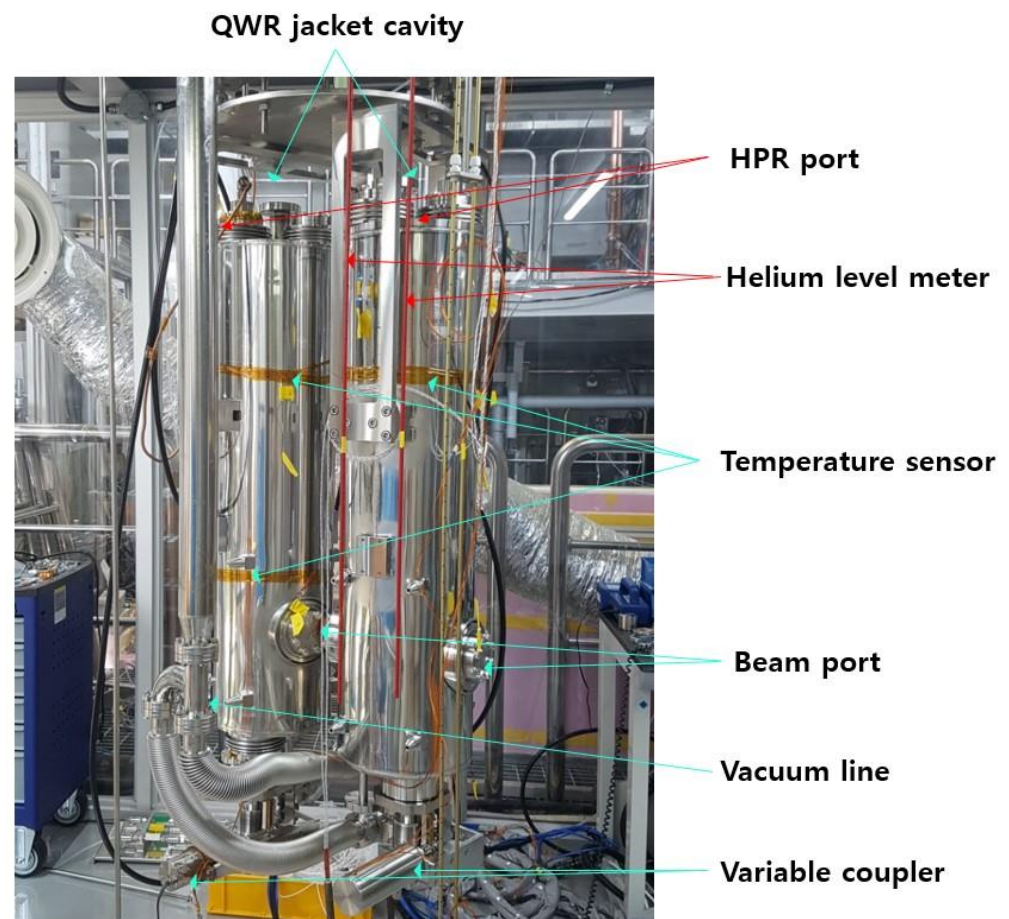 QWR jacket cavity
HPR port
Helium level meter
Temperature sensor
Beam port
Vacuum line
Variable coupler